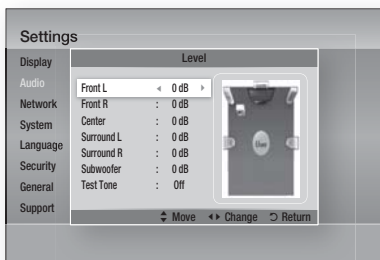 Settings
Display
Audio
Network
System
Language
Security
General
Support
Level
Front L ◂ 0 dB ▸
Front R : 0 dB
Center : 0 dB
Surround L : 0 dB
Surround R : 0 dB
Subwoofer : 0 dB
Test Tone : Off
Move Change Return